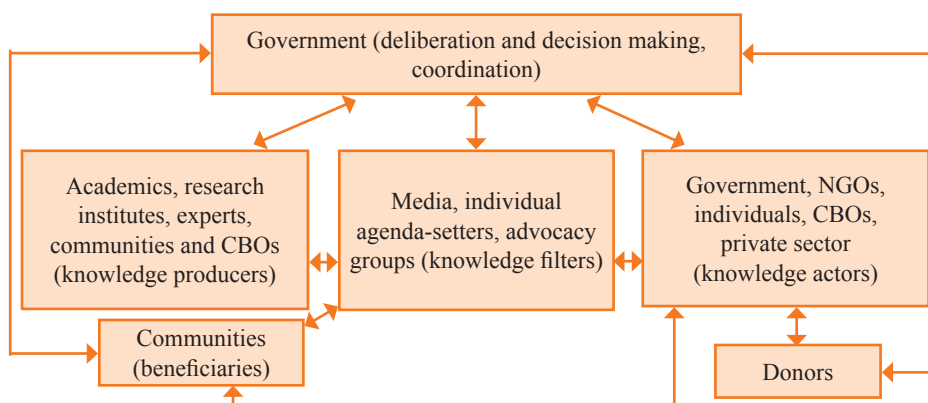 Government (deliberation and decision making,
coordination)
Academics, research
institutes, experts,
communities and CBOs
(knowledge producers)
Media, individual
agenda-setters, advocacy
groups (knowledge filters)
Government, NGOs,
individuals, CBOs,
private sector
(knowledge actors)
Communities
(beneficiaries)
Donors